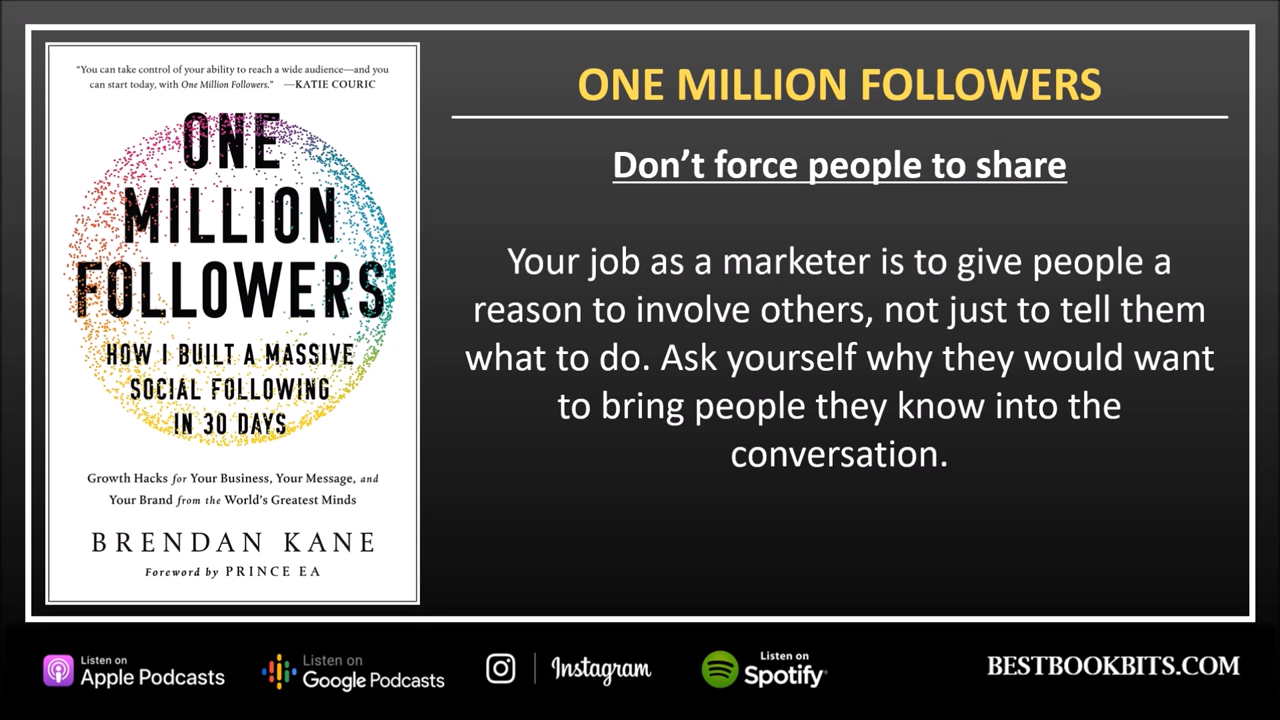 “You can take control of your ability to reach a wide audience—and you
can start today, with One Million Followers.” —KATIE COURIC
ONE
MILLION
FOLLOWERS
HOW I BUILT A MASSIVE
SOCIAL FOLLOWING
IN 30 DAYS
Growth Hacks for Your Business, Your Message, and
Your Brand from the World’s Greatest Minds
BRENDAN KANE
Foreword by PRINCE EA
ONE MILLION FOLLOWERS
Don’t force people to share
Your job as a marketer is to give people a
reason to involve others, not just to tell them
what to do. Ask yourself why they would want
to bring people they know into the
conversation.
Listen on
Apple Podcasts
Listen on
Google Podcasts
Instagram
Listen on
Spotify
BESTBOOKBITS.COM